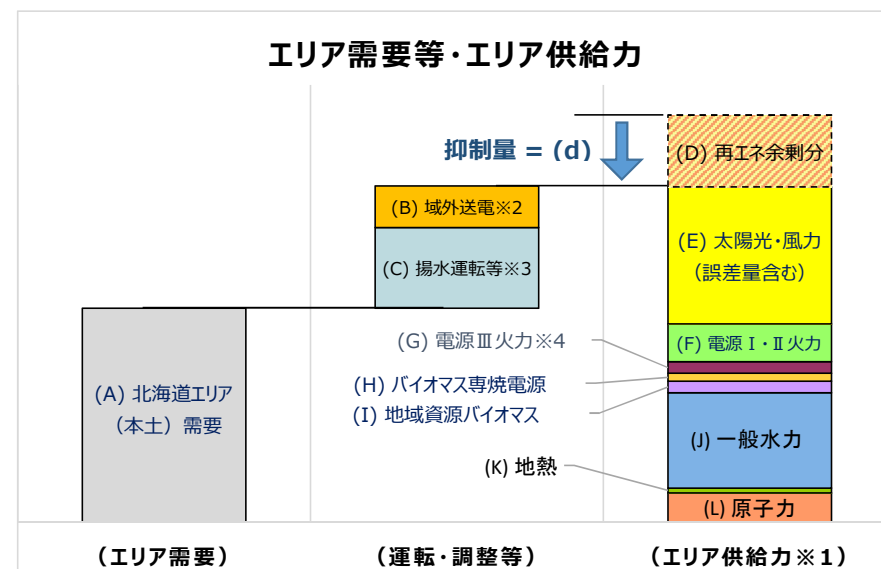 エリア需要等・エリア供給力
抑制量 = (d)
(D) 再エネ余剰分
(B) 域外送電※2
(C) 揚水運転等※3
(E) 太陽光・風力
（誤差量含む）
(G) 電源Ⅲ火力※4
(F) 電源Ⅰ・Ⅱ火力
(A) 北海道エリア
（本土）需要
(H) バイオマス専焼電源
(I) 地域資源バイオマス
(J) 一般水力
(K) 地熱
(L) 原子力
（エリア需要）
（運転・調整等）
（エリア供給力※１）